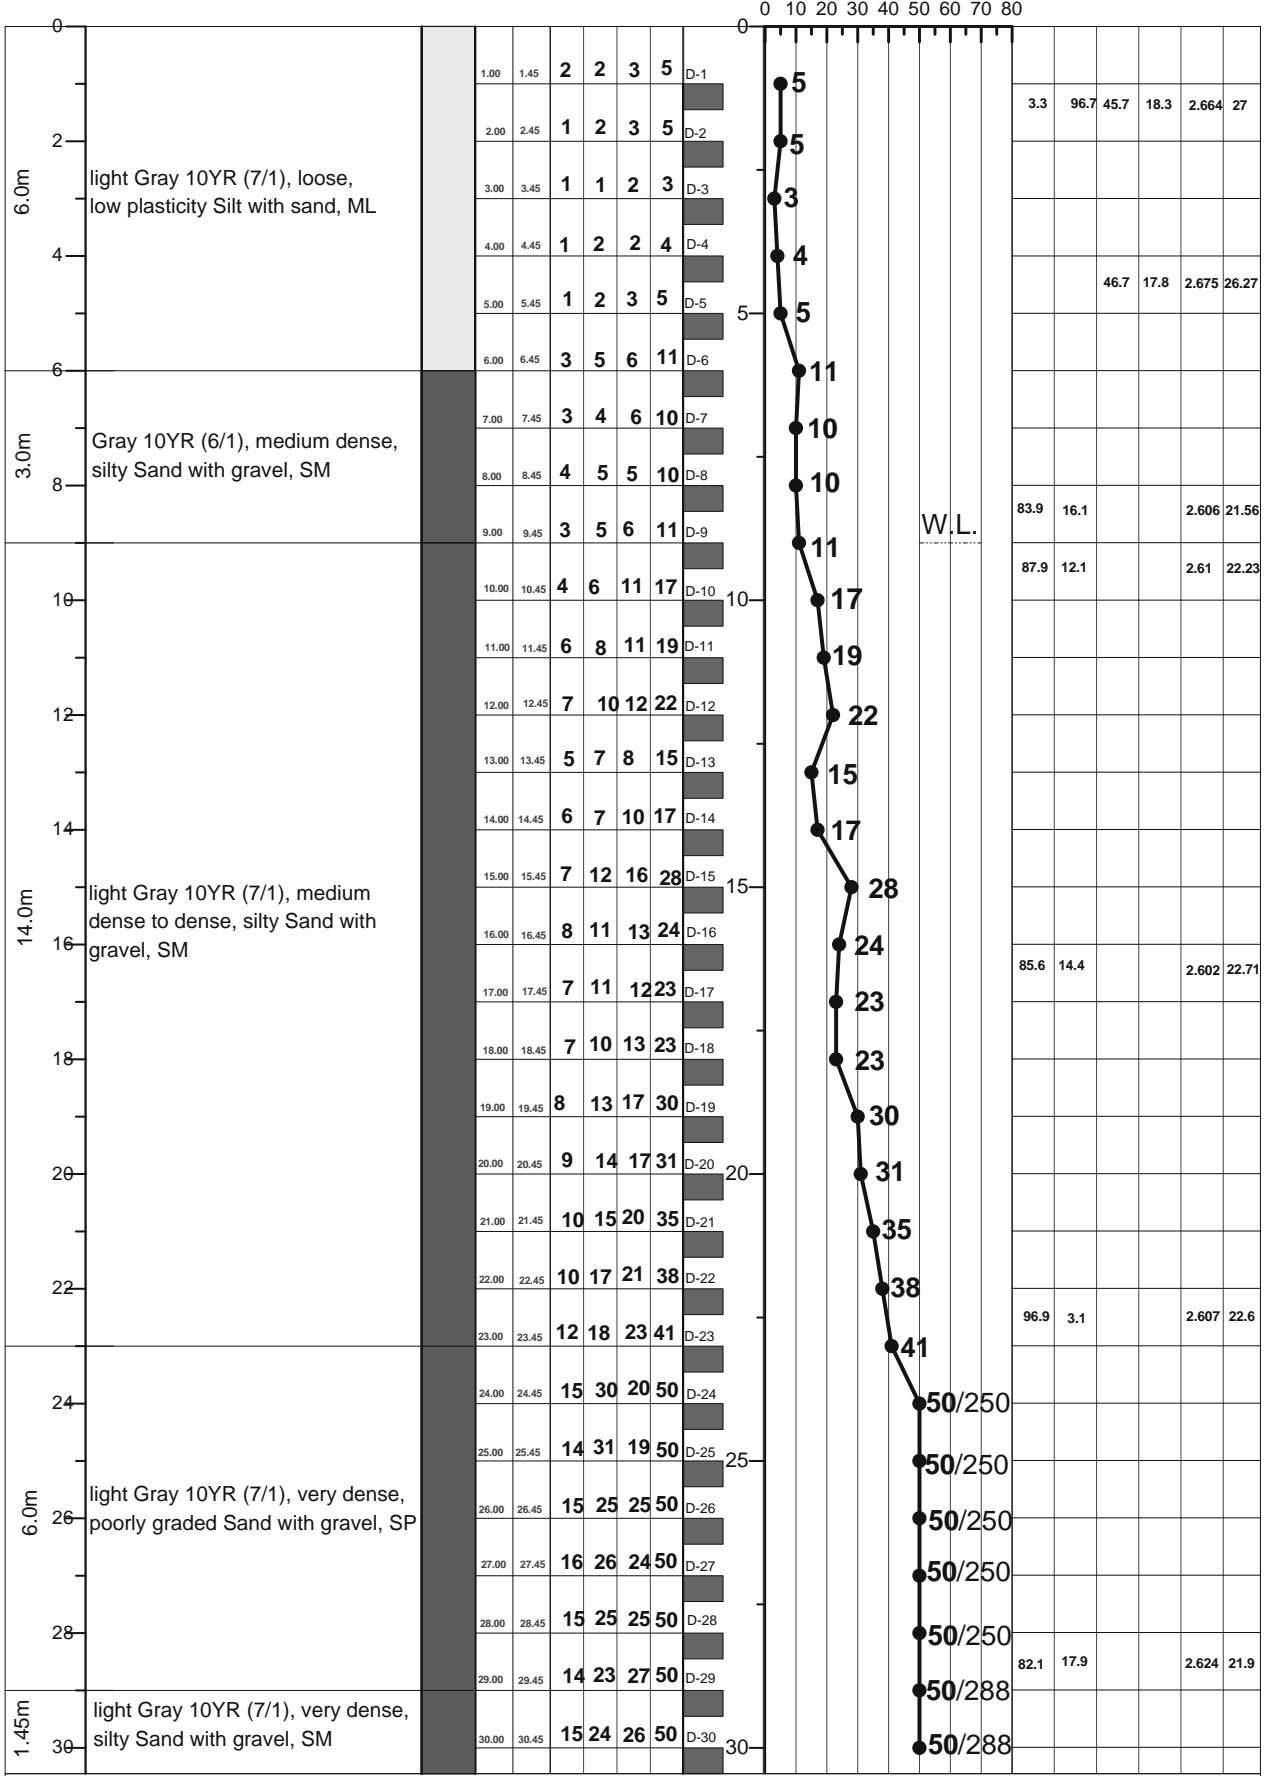 0 10 20 30 40 50 60 70 80
0 0
1.00 1.45 2 2 3 5 D-1 5
3.3 96.7 45.7 18.3 2.664 27
2 2.00 2.45 1 2 3 5 D-2 5
6.0m
light Gray 10YR (7/1), loose,
low plasticity Silt with sand, ML
3.00 3.45 1 1 2 3 D-3 3
4 4.00 4.45 1 2 2 4 D-4 4
46.7 17.8 2.675 26.27
5.00 5.45 1 2 3 5 D-5 5 5
6 6.00 6.45 3 5 6 11 D-6 11
3.0m
Gray 10YR (6/1), medium dense,
silty Sand with gravel, SM
7.00 7.45 3 4 6 10 D-7 10
8 8.00 8.45 4 5 5 10 D-8 10
83.9 16.1 2.606 21.56
W.L.
9.00 9.45 3 5 6 11 D-9 11
87.9 12.1 2.61 22.23
10 10.00 10.45 4 6 11 17 D-10 10 17
11.00 11.45 6 8 11 19 D-11 19
12 12.00 12.45 7 10 12 22 D-12 22
13.00 13.45 5 7 8 15 D-13 15
14 14.00 14.45 6 7 10 17 D-14 17
14.0m
light Gray 10YR (7/1), medium
dense to dense, silty Sand with
gravel, SM
15.00 15.45 7 12 16 28 D-15 15 28
16 16.00 16.45 8 11 13 24 D-16 24
85.6 14.4 2.602 22.71
17.00 17.45 7 11 12 23 D-17 23
18 18.00 18.45 7 10 13 23 D-18 23
19.00 19.45 8 13 17 30 D-19 30
20 20.00 20.45 9 14 17 31 D-20 20 31
21.00 21.45 10 15 20 35 D-21 35
22 22.00 22.45 10 17 21 38 D-22 38
96.9 3.1 2.607 22.6
23.00 23.45 12 18 23 41 D-23 41
24 24.00 24.45 15 30 20 50 D-24 50/250
25.00 25.45 14 31 19 50 D-25 25 50/250
6.0m
light Gray 10YR (7/1), very dense,
poorly graded Sand with gravel, SP
26 26.00 26.45 15 25 25 50 D-26 50/250
27.00 27.45 16 26 24 50 D-27 50/250
28 28.00 28.45 15 25 25 50 D-28 50/250
82.1 17.9 2.624 21.9
29.00 29.45 14 23 27 50 D-29 50/288
1.45m
light Gray 10YR (7/1), very dense,
silty Sand with gravel, SM
30 30.00 30.45 15 24 26 50 D-30 30 50/288